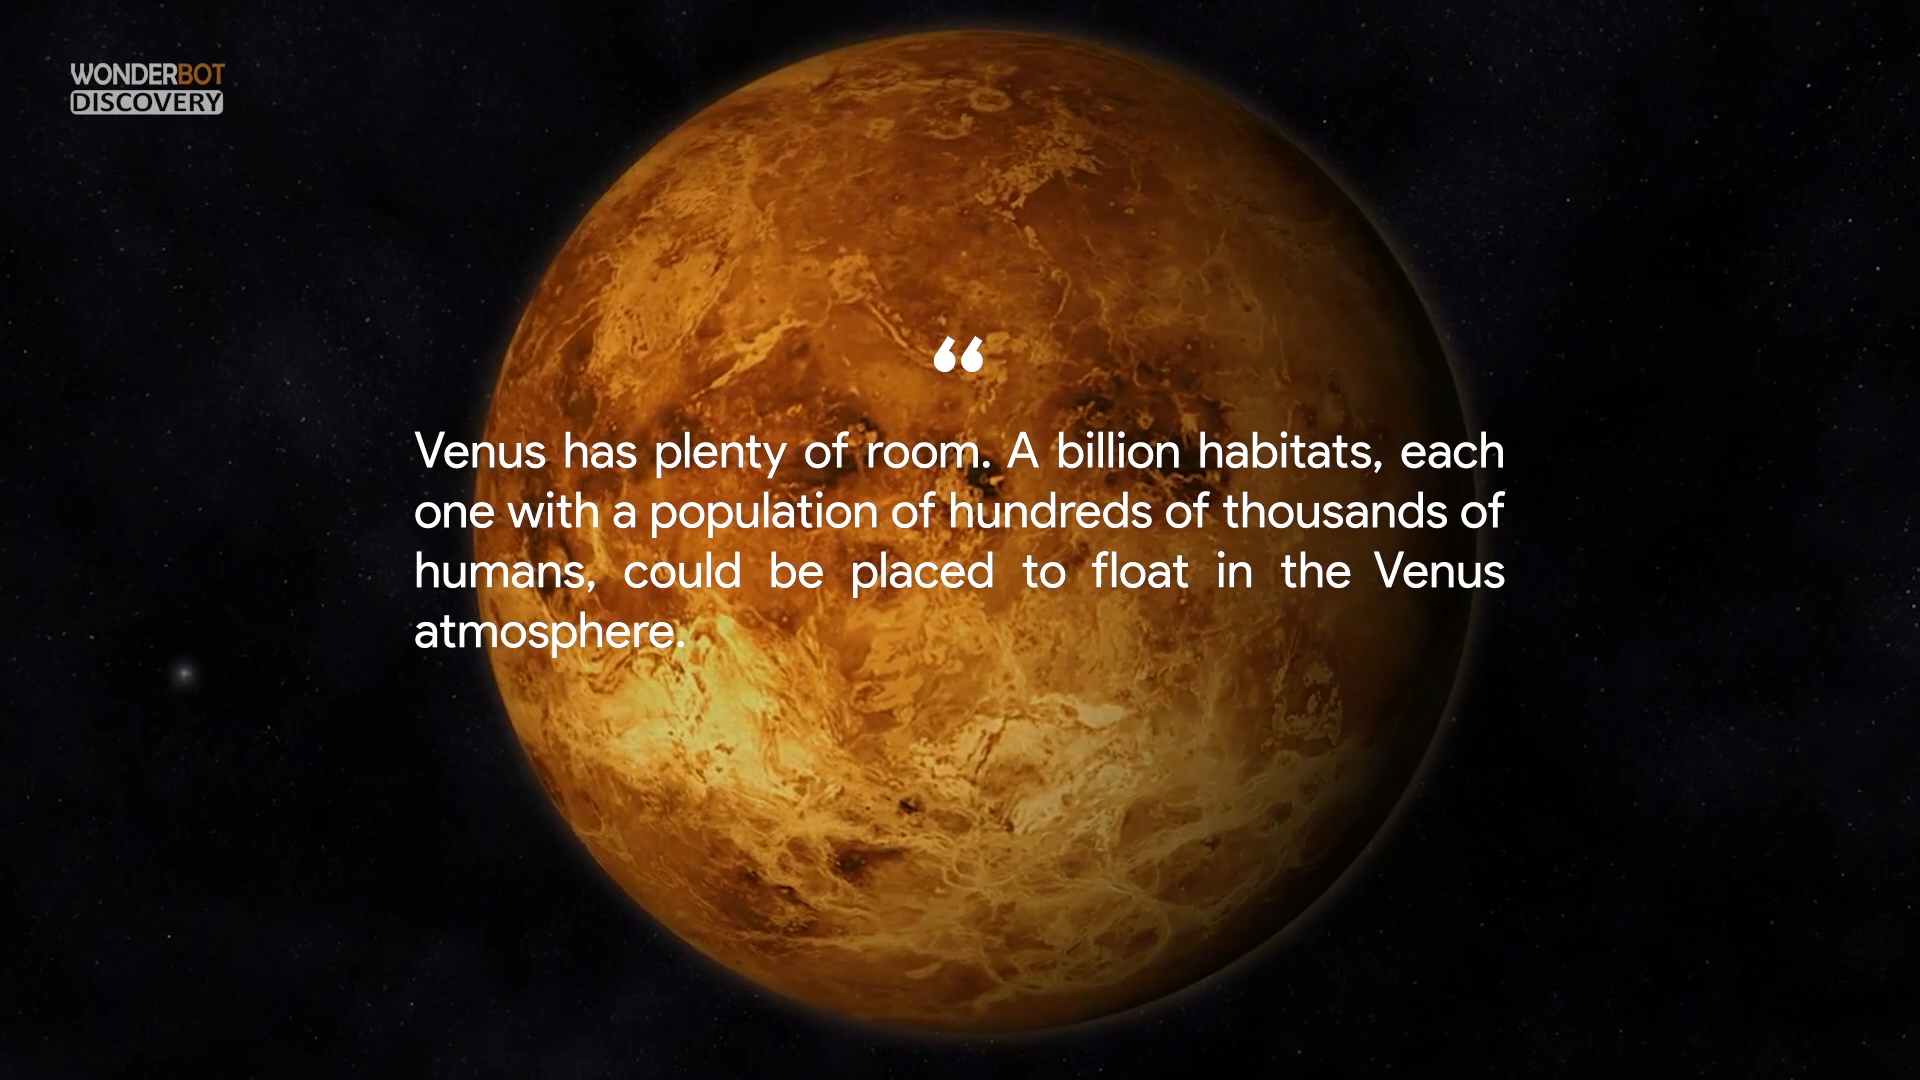 WONDERBOT
DISCOVERY
“
Venus has plenty of room. A billion habitats, each
one with a population of hundreds of thousands of
humans, could be placed to float in the Venus
atmosphere.